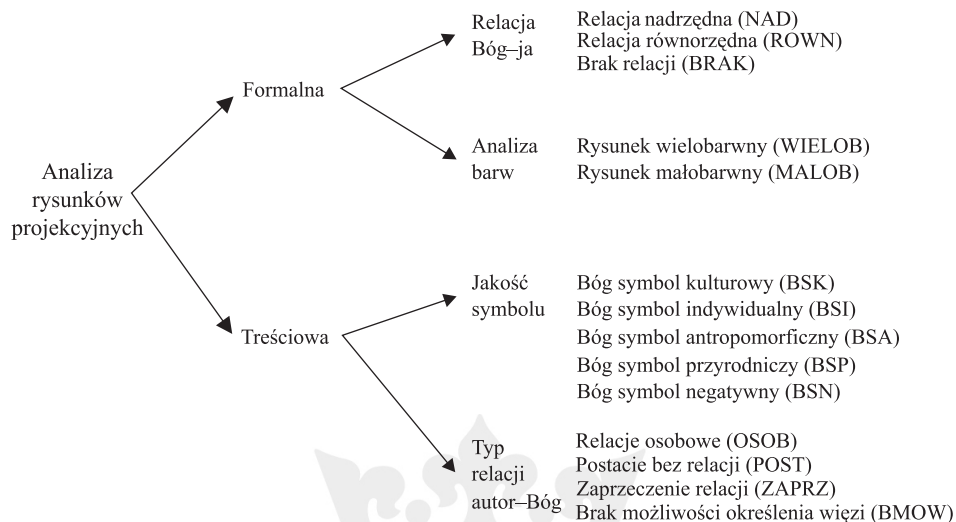 Analiza
rysunków
projekcyjnych
Formalna
Relacja
Bóg–ja
Relacja nadrzędna (NAD)
Relacja równorzędna (ROWN)
Brak relacji (BRAK)
Analiza
barw
Rysunek wielobarwny (WIELOB)
Rysunek małobarwny (MALOB)
Treściowa
Jakość
symbolu
Bóg symbol kulturowy (BSK)
Bóg symbol indywidualny (BSI)
Bóg symbol antropomorficzny (BSA)
Bóg symbol przyrodniczy (BSP)
Bóg symbol negatywny (BSN)
Typ
relacji
autor–Bóg
Relacje osobowe (OSOB)
Postacie bez relacji (POST)
Zaprzeczenie relacji (ZAPRZ)
Brak możliwości określenia więzi (BMOW)